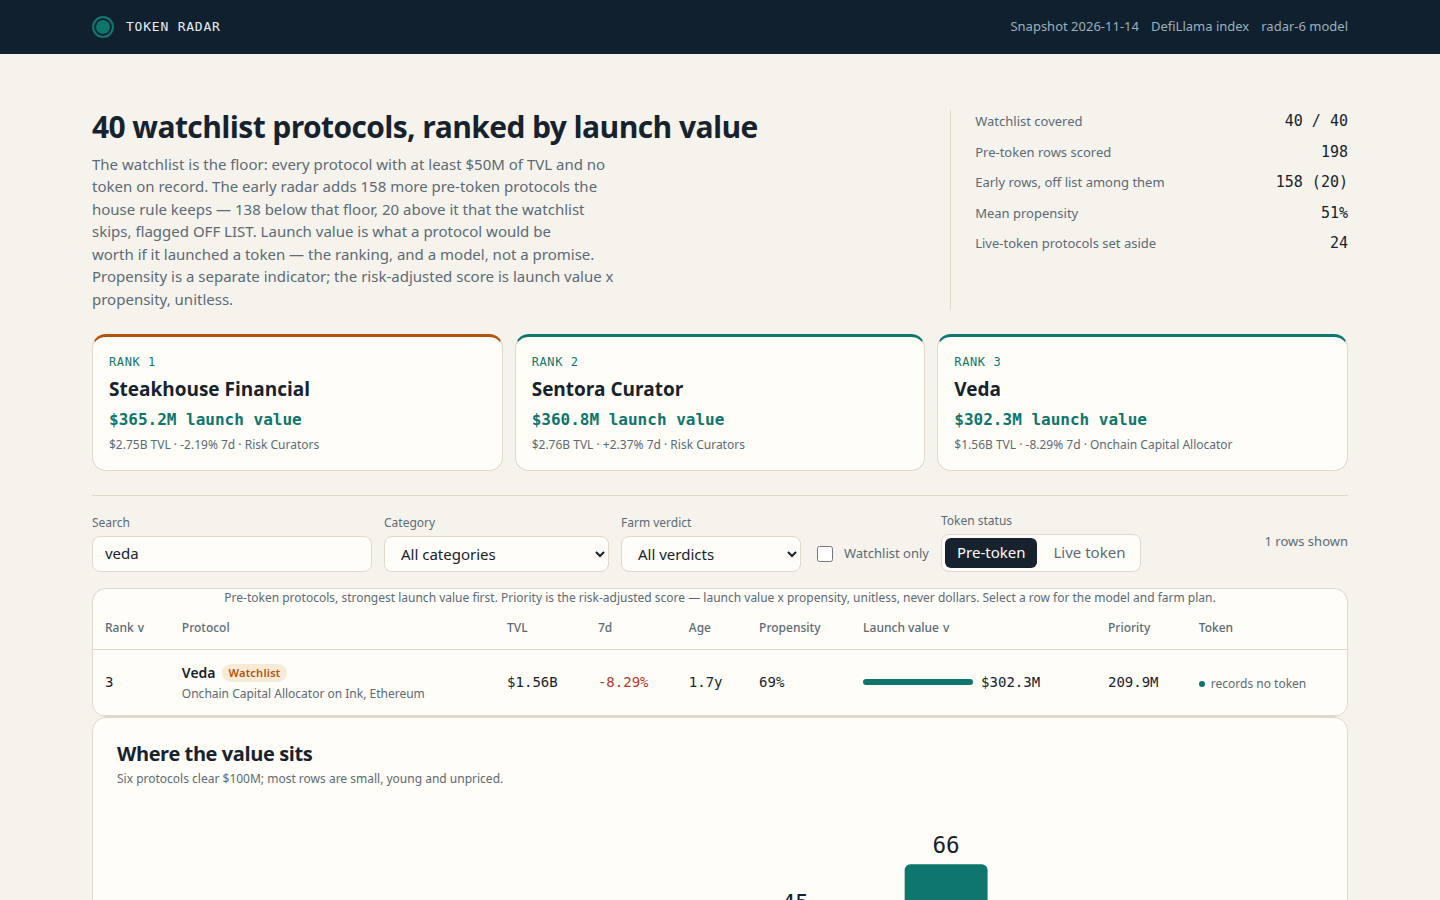 TOKEN RADAR
Snapshot 2026-11-14 DefiLlama index radar-6 model
40 watchlist protocols, ranked by launch value
The watchlist is the floor: every protocol with at least $50M of TVL and no
token on record. The early radar adds 158 more pre-token protocols the
house rule keeps — 138 below that floor, 20 above it that the watchlist
skips, flagged OFF LIST. Launch value is what a protocol would be
worth if it launched a token — the ranking, and a model, not a promise.
Propensity is a separate indicator; the risk-adjusted score is launch value x
propensity, unitless.
Watchlist covered 40 / 40
Pre-token rows scored 198
Early rows, off list among them 158 (20)
Mean propensity 51%
Live-token protocols set aside 24
RANK 1
Steakhouse Financial
$365.2M launch value
$2.75B TVL · -2.19% 7d · Risk Curators
RANK 2
Sentora Curator
$360.8M launch value
$2.76B TVL · +2.37% 7d · Risk Curators
RANK 3
Veda
$302.3M launch value
$1.56B TVL · -8.29% 7d · Onchain Capital Allocator
Search
veda
Category
All categories
Farm verdict
All verdicts
Watchlist only
Token status
Pre-token Live token
1 rows shown
Pre-token protocols, strongest launch value first. Priority is the risk-adjusted score — launch value x propensity, unitless, never dollars. Select a row for the model and farm plan.
Rank v Protocol TVL 7d Age Propensity Launch value v Priority Token
3 Veda Watchlist $1.56B -8.29% 1.7y 69% $302.3M 209.9M records no token
Onchain Capital Allocator on Ink, Ethereum
Where the value sits
Six protocols clear $100M; most rows are small, young and unpriced.
66